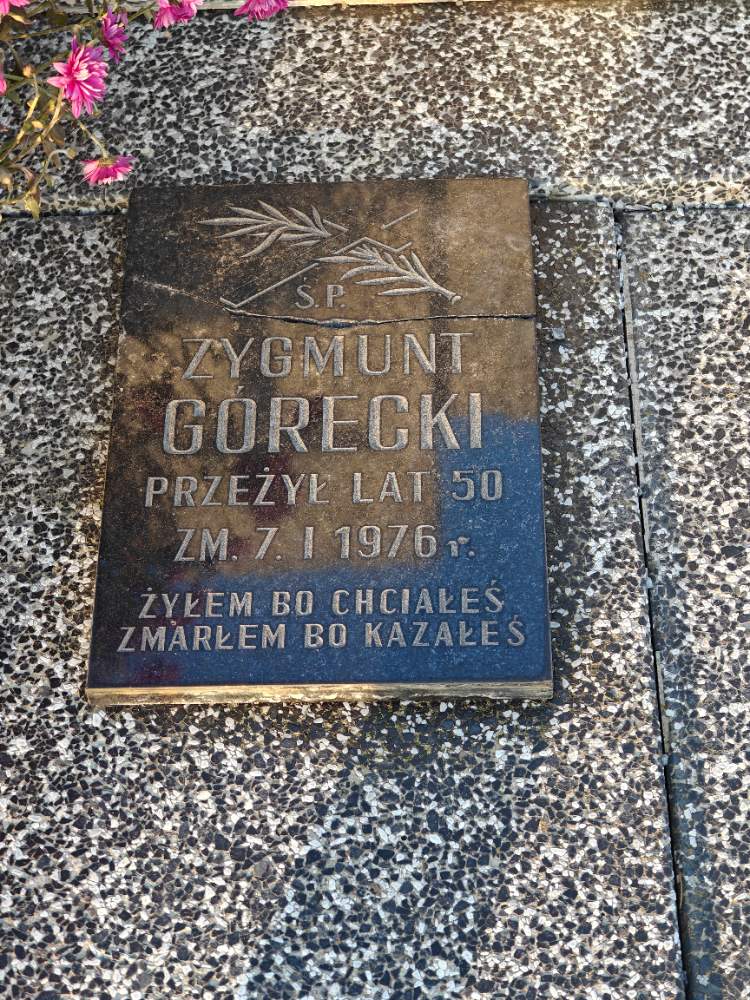 S.P.
ZYGMUNT
GÓRECKI
PRZEŻYŁ LAT 50
ZM. 7. I 1976 r.
ŻYŁEM BO CHCIAŁEŚ
ZMARŁEM BO KAZAŁEŚ